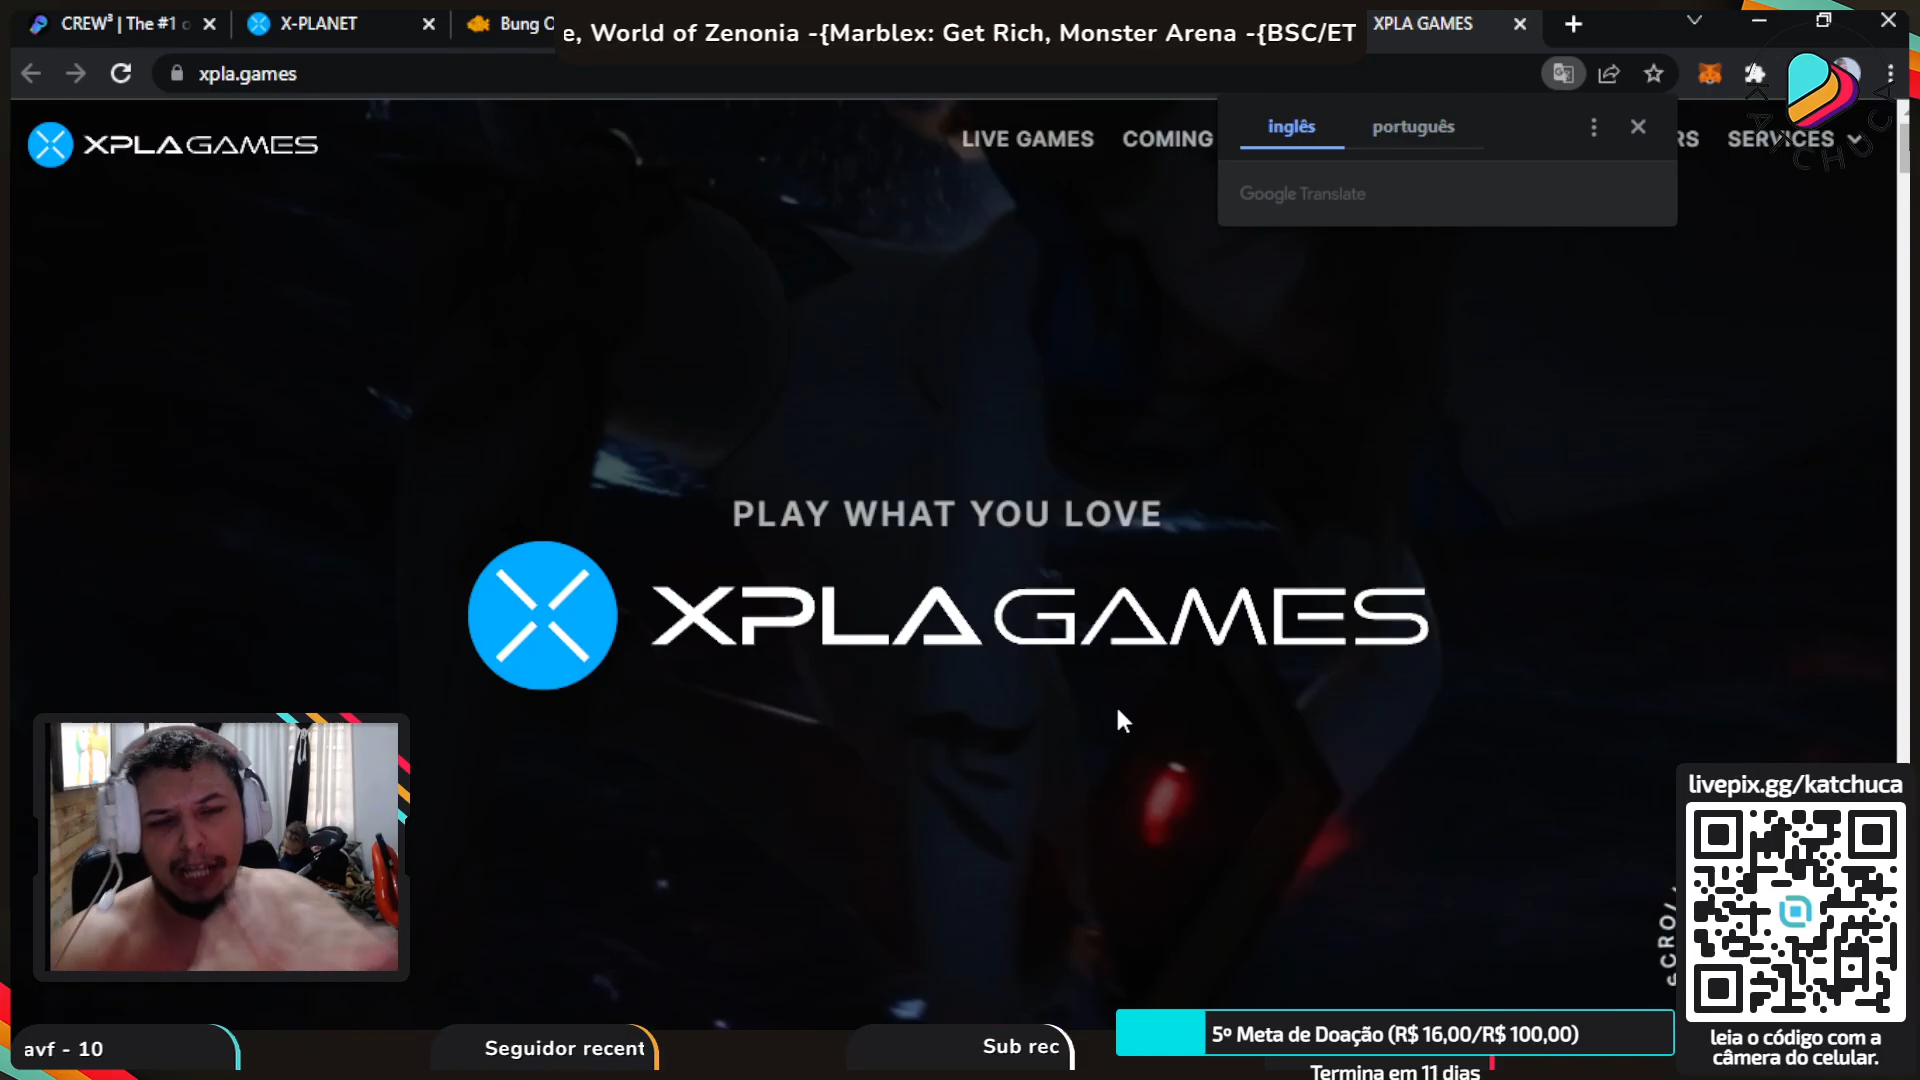 CREW³ | The #1 o
X-PLANET
Bung O
e, World of Zenonia -{Marblex: Get Rich, Monster Arena -{BSC/ET
XPLA GAMES
xpla.games
XPLAGAMES
LIVE GAMES
COMING
RS
SERVICES
inglês
português
Google Translate
KATCHUCA
PLAY WHAT YOU LOVE
XPLAGAMES
livepix.gg/katchuca
leia o código com a
câmera do celular.
avf - 10
Seguidor recent
Sub rec
5º Meta de Doação (R$ 16,00/R$ 100,00)
Termina em 11 dias